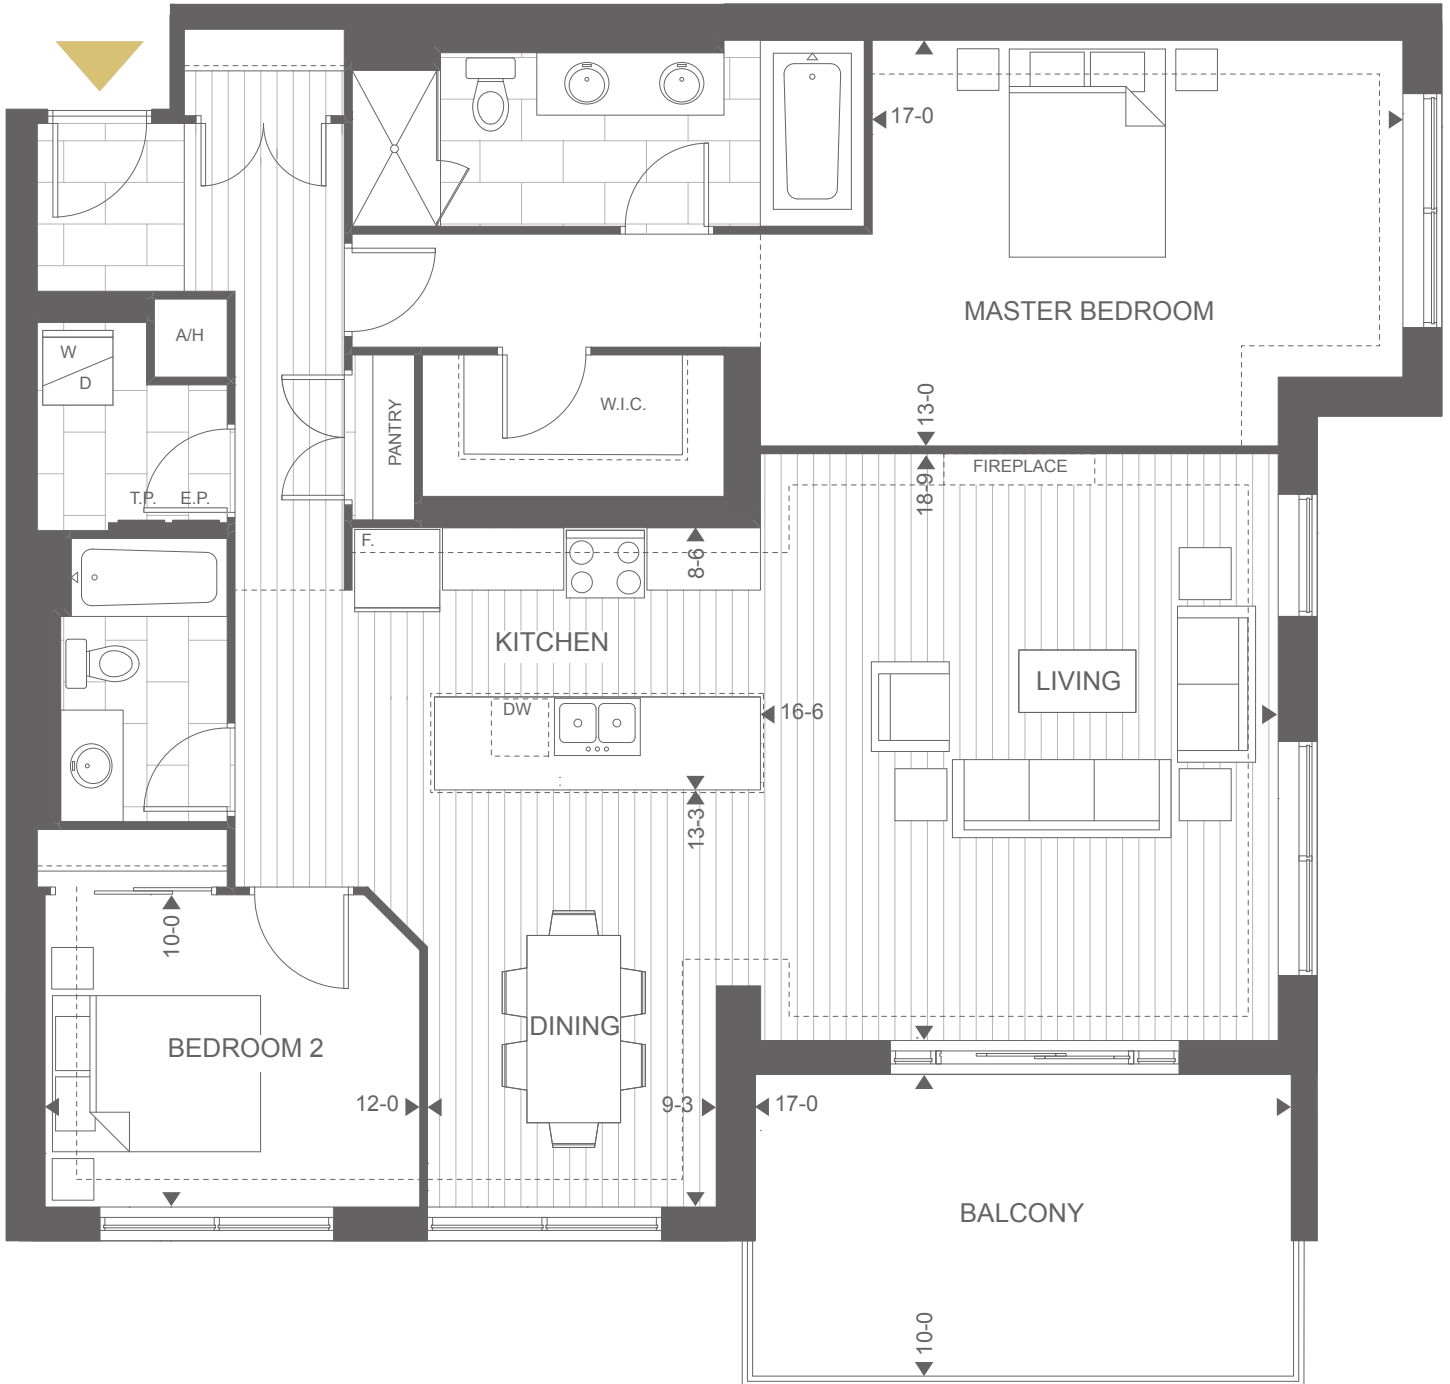 17-0
MASTER BEDROOM
A/H
W
D
W.I.C.
PANTRY
13-0
T.P. E.P.
FIREPLACE
18-9
F.
8-6
KITCHEN
LIVING
DW
16-6
13-3
10-0
DINING
BEDROOM 2
12-0
9-3
17-0
BALCONY
10-0